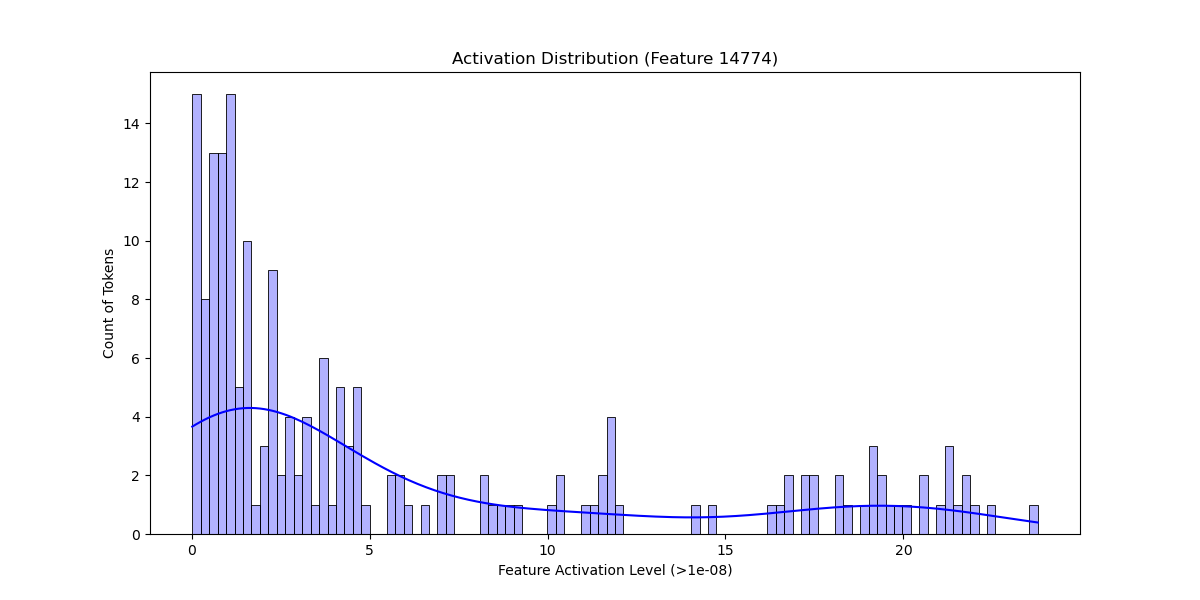 Activation Distribution (Feature 14774)
14
12
10
8
6
4
2
0
Count of Tokens
0 5 10 15 20
Feature Activation Level (>1e-08)